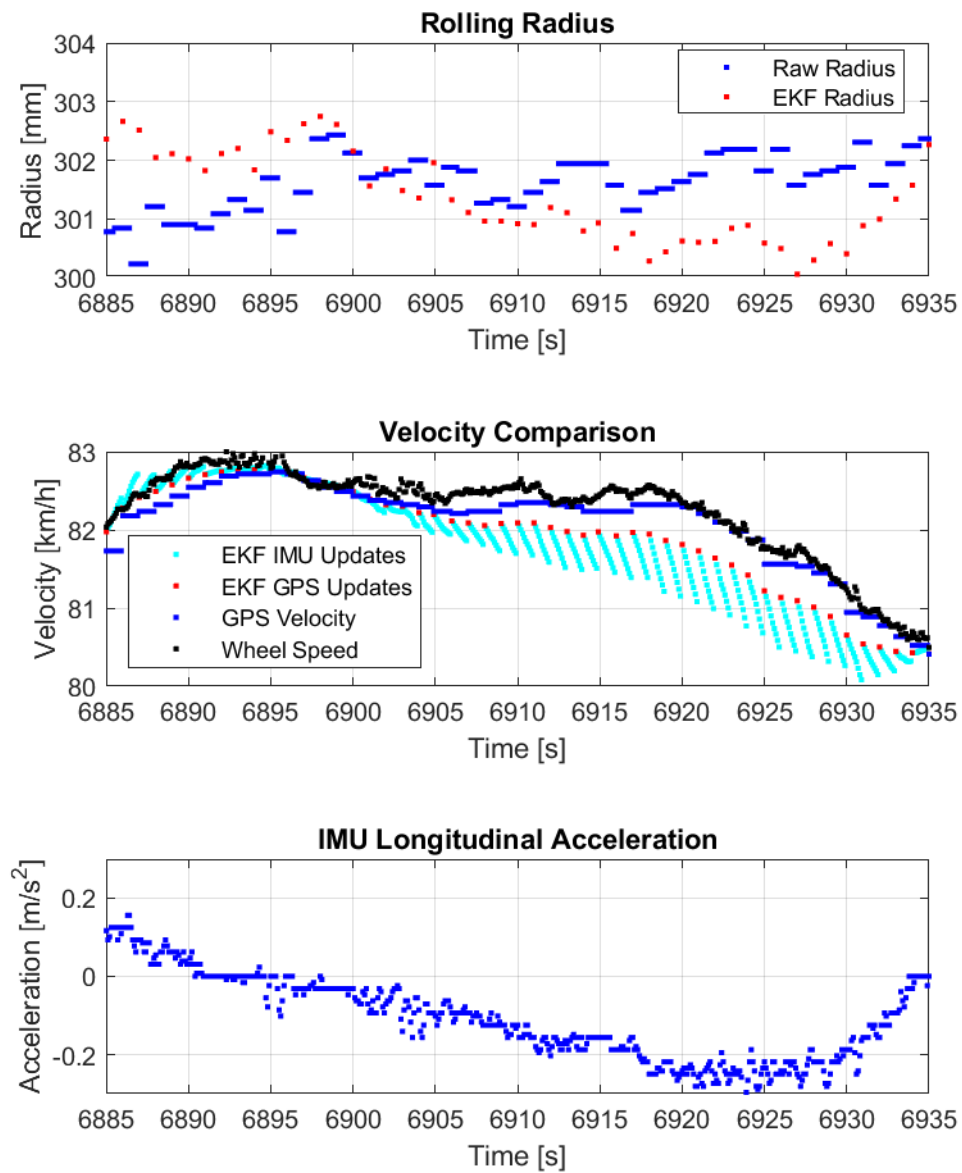 Rolling Radius
304
303
302
301
300
Radius [mm]
Raw Radius
EKF Radius
6885 6890 6895 6900 6905 6910 6915 6920 6925 6930 6935
Time [s]
Velocity Comparison
83
82
81
80
Velocity [km/h]
EKF IMU Updates
EKF GPS Updates
GPS Velocity
Wheel Speed
6885 6890 6895 6900 6905 6910 6915 6920 6925 6930 6935
Time [s]
IMU Longitudinal Acceleration
0.2
0
-0.2
Acceleration [m/s²]
6885 6890 6895 6900 6905 6910 6915 6920 6925 6930 6935
Time [s]